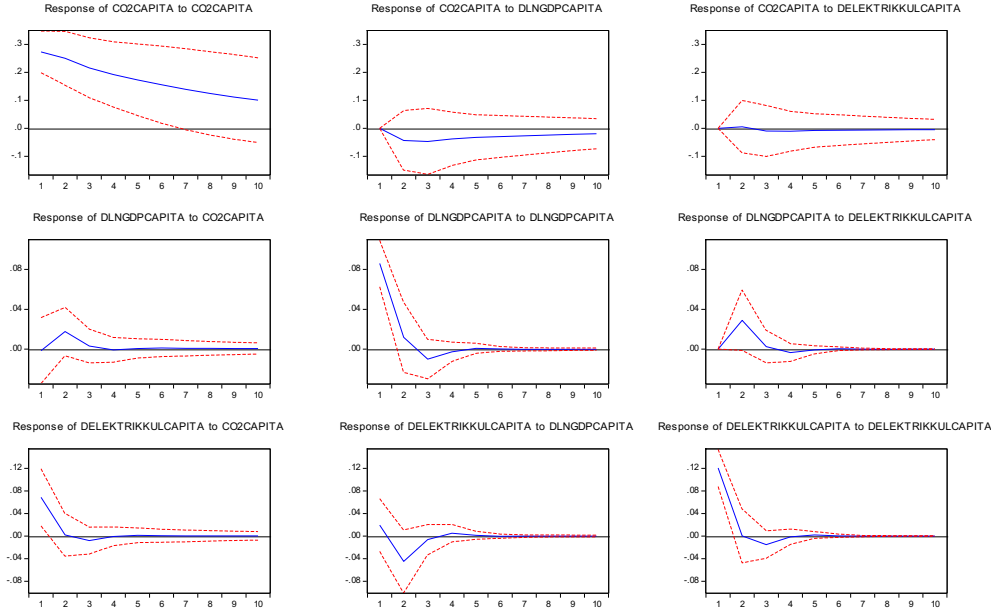 Response of CO2CAPITA to CO2CAPITA
.3
.2
.1
.0
-.1
1 2 3 4 5 6 7 8 9 10
Response of CO2CAPITA to DLNGDPCAPITA
.3
.2
.1
.0
-.1
1 2 3 4 5 6 7 8 9 10
Response of CO2CAPITA to DELEKTRIKKULCAPITA
.3
.2
.1
.0
-.1
1 2 3 4 5 6 7 8 9 10
Response of DLNGDPCAPITA to CO2CAPITA
.08
.04
.00
1 2 3 4 5 6 7 8 9 10
Response of DLNGDPCAPITA to DLNGDPCAPITA
.08
.04
.00
1 2 3 4 5 6 7 8 9 10
Response of DLNGDPCAPITA to DELEKTRIKKULCAPITA
.08
.04
.00
1 2 3 4 5 6 7 8 9 10
Response of DELEKTRIKKULCAPITA to CO2CAPITA
.12
.08
.04
.00
-.04
-.08
1 2 3 4 5 6 7 8 9 10
Response of DELEKTRIKKULCAPITA to DLNGDPCAPITA
.12
.08
.04
.00
-.04
-.08
1 2 3 4 5 6 7 8 9 10
Response of DELEKTRIKKULCAPITA to DELEKTRIKKULCAPITA
.12
.08
.04
.00
-.04
-.08
1 2 3 4 5 6 7 8 9 10